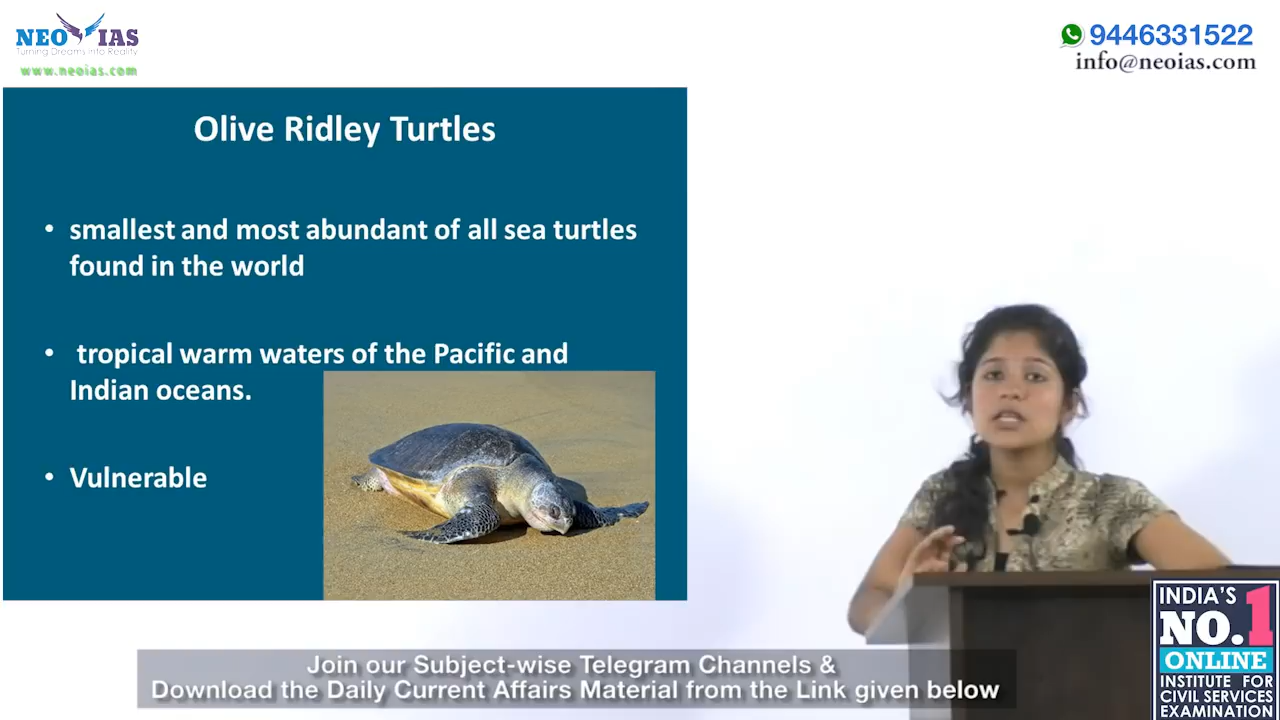 NEO IAS
Turning Dreams Into Reality
www.neoias.com
9446331522
info@neoias.com
Olive Ridley Turtles
• smallest and most abundant of all sea turtles
found in the world
• tropical warm waters of the Pacific and
Indian oceans.
• Vulnerable
INDIA'S
NO.1
ONLINE
INSTITUTE FOR
CIVIL SERVICES
EXAMINATION
Join our Subject-wise Telegram Channels &
Download the Daily Current Affairs Material from the Link given below